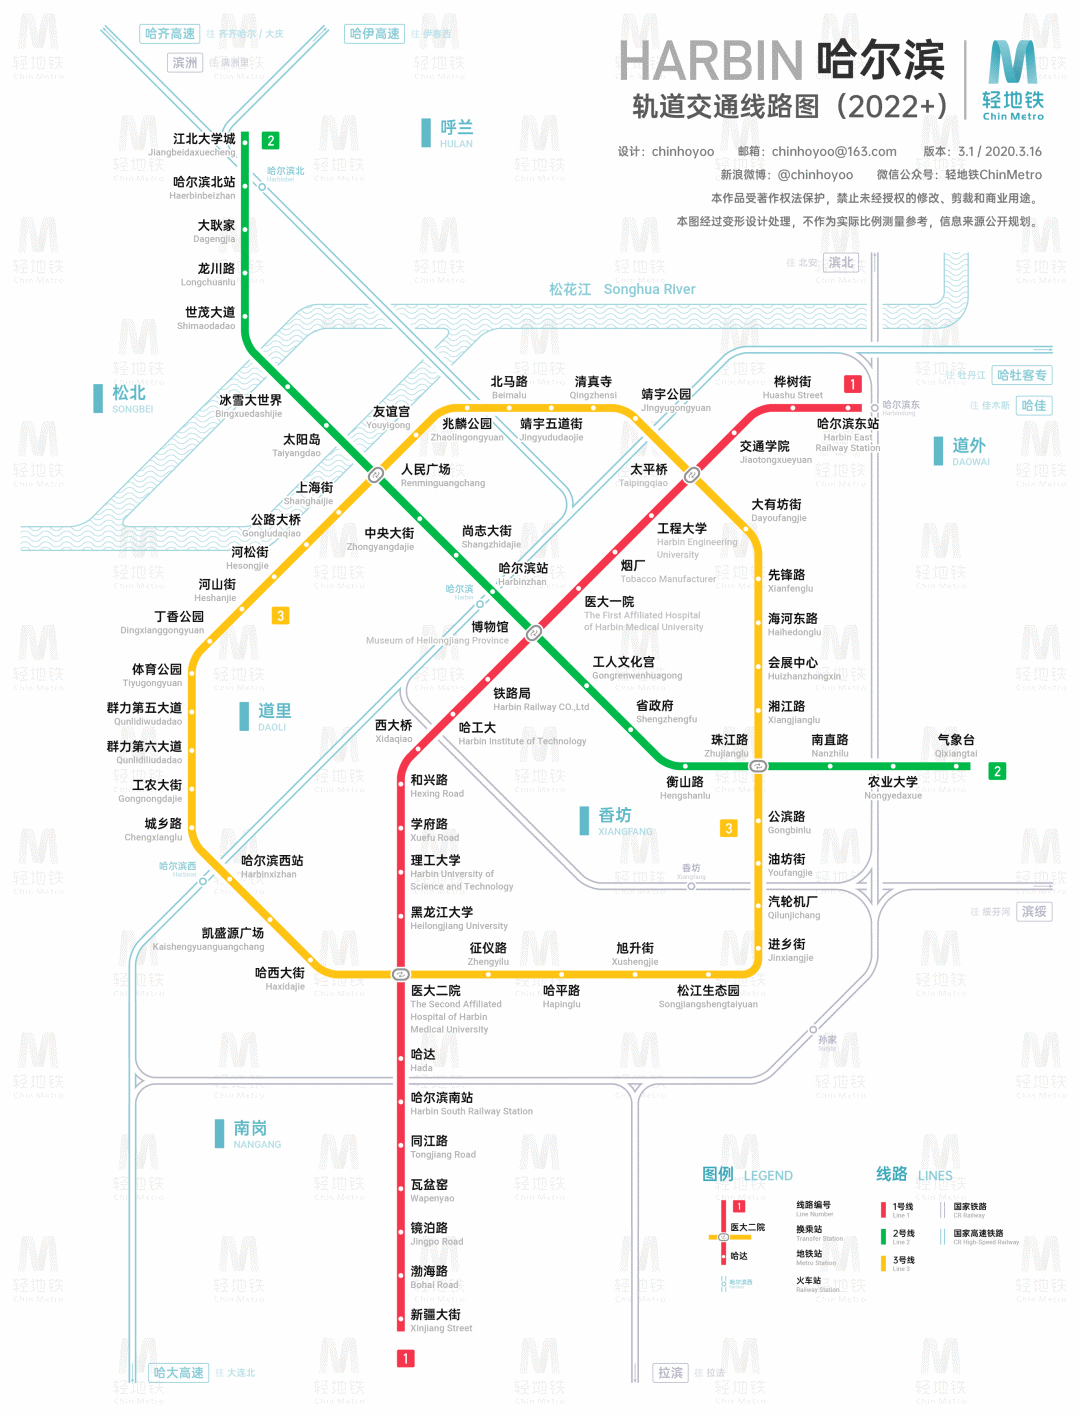 哈齐高速 往 齐齐哈尔 / 大庆
哈伊高速 往 伊春西
滨洲 往 满洲里
HARBIN 哈尔滨
轨道交通线路图（2022+）
轻地铁
Chin Metro
设计：chinhoyoo 邮箱：chinhoyoo@163.com 版本：3.1 / 2020.3.16
新浪微博：@chinhoyoo 微信公众号：轻地铁ChinMetro
本作品受著作权法保护，禁止未经授权的修改、剪裁和商业用途。
本图经过变形设计处理，不作为实际比例测量参考，信息来源公开规划。
呼兰
HULAN
江北大学城
Jiangbeidaxuecheng
2
哈尔滨北
Harbinbei
哈尔滨北站
Haerbinbeizhan
大耿家
Dagengjia
龙川路
Longchuanlu
世茂大道
Shimaodadao
往 北安 滨北
松花江 Songhua River
松北
SONGBEI
冰雪大世界
Bingxuedashijie
太阳岛
Taiyangdao
友谊宫
Youyigong
兆麟公园
Zhaolingongyuan
北马路
Beimalu
靖宇五道街
Jingyududaojie
清真寺
Qingzhensi
靖宇公园
Jingyugongyuan
桦树街
Huashu Street
1
往 牡丹江 哈牡客专
往 佳木斯 哈佳
哈尔滨东
Harbindong
哈尔滨东站
Harbin East
Railway Station
道外
DAOWAI
交通学院
Jiaotongxueyuan
太平桥
Taipingqiao
人民广场
Renminguangchang
上海街
Shanghaijie
公路大桥
Gongludaqiao
河松街
Hesongjie
河山街
Heshanjie
丁香公园
Dingxianggongyuan
3
中央大街
Zhongyangdajie
尚志大街
Shangzhidajie
哈尔滨站
Harbinzhan
哈尔滨
Harbin
大有坊街
Dayoufangjie
工程大学
Harbin Engineering
University
烟厂
Tobacco Manufacturer
医大一院
The First Affiliated Hospital
of Harbin Medical University
博物馆
Museum of Heilongjiang Province
先锋路
Xianfenglu
海河东路
Haihedonglu
会展中心
Huizhanzhongxin
湘江路
Xiangjianglu
工人文化宫
Gongrenwenhuagong
省政府
Shengzhengfu
铁路局
Harbin Railway CO.,Ltd
哈工大
Harbin Institute of Technology
西大桥
Xidaqiao
体育公园
Tiyugongyuan
群力第五大道
Qunlidiwudadao
群力第六大道
Qunlidiliudadao
工农大街
Gongnongdajie
城乡路
Chengxianglu
道里
DAOLI
珠江路
Zhujianglu
南直路
Nanzhilu
气象台
Qixiangtai
2
衡山路
Hengshanlu
农业大学
Nongyedaxue
和兴路
Hexing Road
学府路
Xuefu Road
理工大学
Harbin University of
Science and Technology
黑龙江大学
Heilongjiang University
香坊
XIANGFANG
3
公滨路
Gongbinlu
油坊街
Youfangjie
汽轮机厂
Qilunjichang
进乡街
Jinxiangjie
香坊
Xiangfang
往 绥芬河 滨绥
哈尔滨西
Harbinxi
哈尔滨西站
Harbinxizhan
凯盛源广场
Kaishengyuanguangchang
哈西大街
Haxidajie
征仪路
Zhengyilu
旭升街
Xushengjie
医大二院
The Second Affiliated
Hospital of Harbin
Medical University
哈平路
Hapinglu
松江生态园
Songjiangshengtaiyuan
孙家
Sunjia
哈达
Hada
哈尔滨南站
Harbin South Railway Station
同江路
Tongjiang Road
瓦盆窑
Wapenyao
镜泊路
Jingpo Road
渤海路
Bohai Road
新疆大街
Xinjiang Street
1
南岗
NANGANG
哈大高速 往 大连北
拉滨 往 拉法
图例 LEGEND
1
医大二院
哈达
哈尔滨西
线路编号
Line Number
换乘站
Transfer Station
地铁站
Metro Station
火车站
Railway Station
线路 LINES
1号线
Line 1
2号线
Line 2
3号线
Line 3
国家铁路
CR Railway
国家高速铁路
CR High-Speed Railway